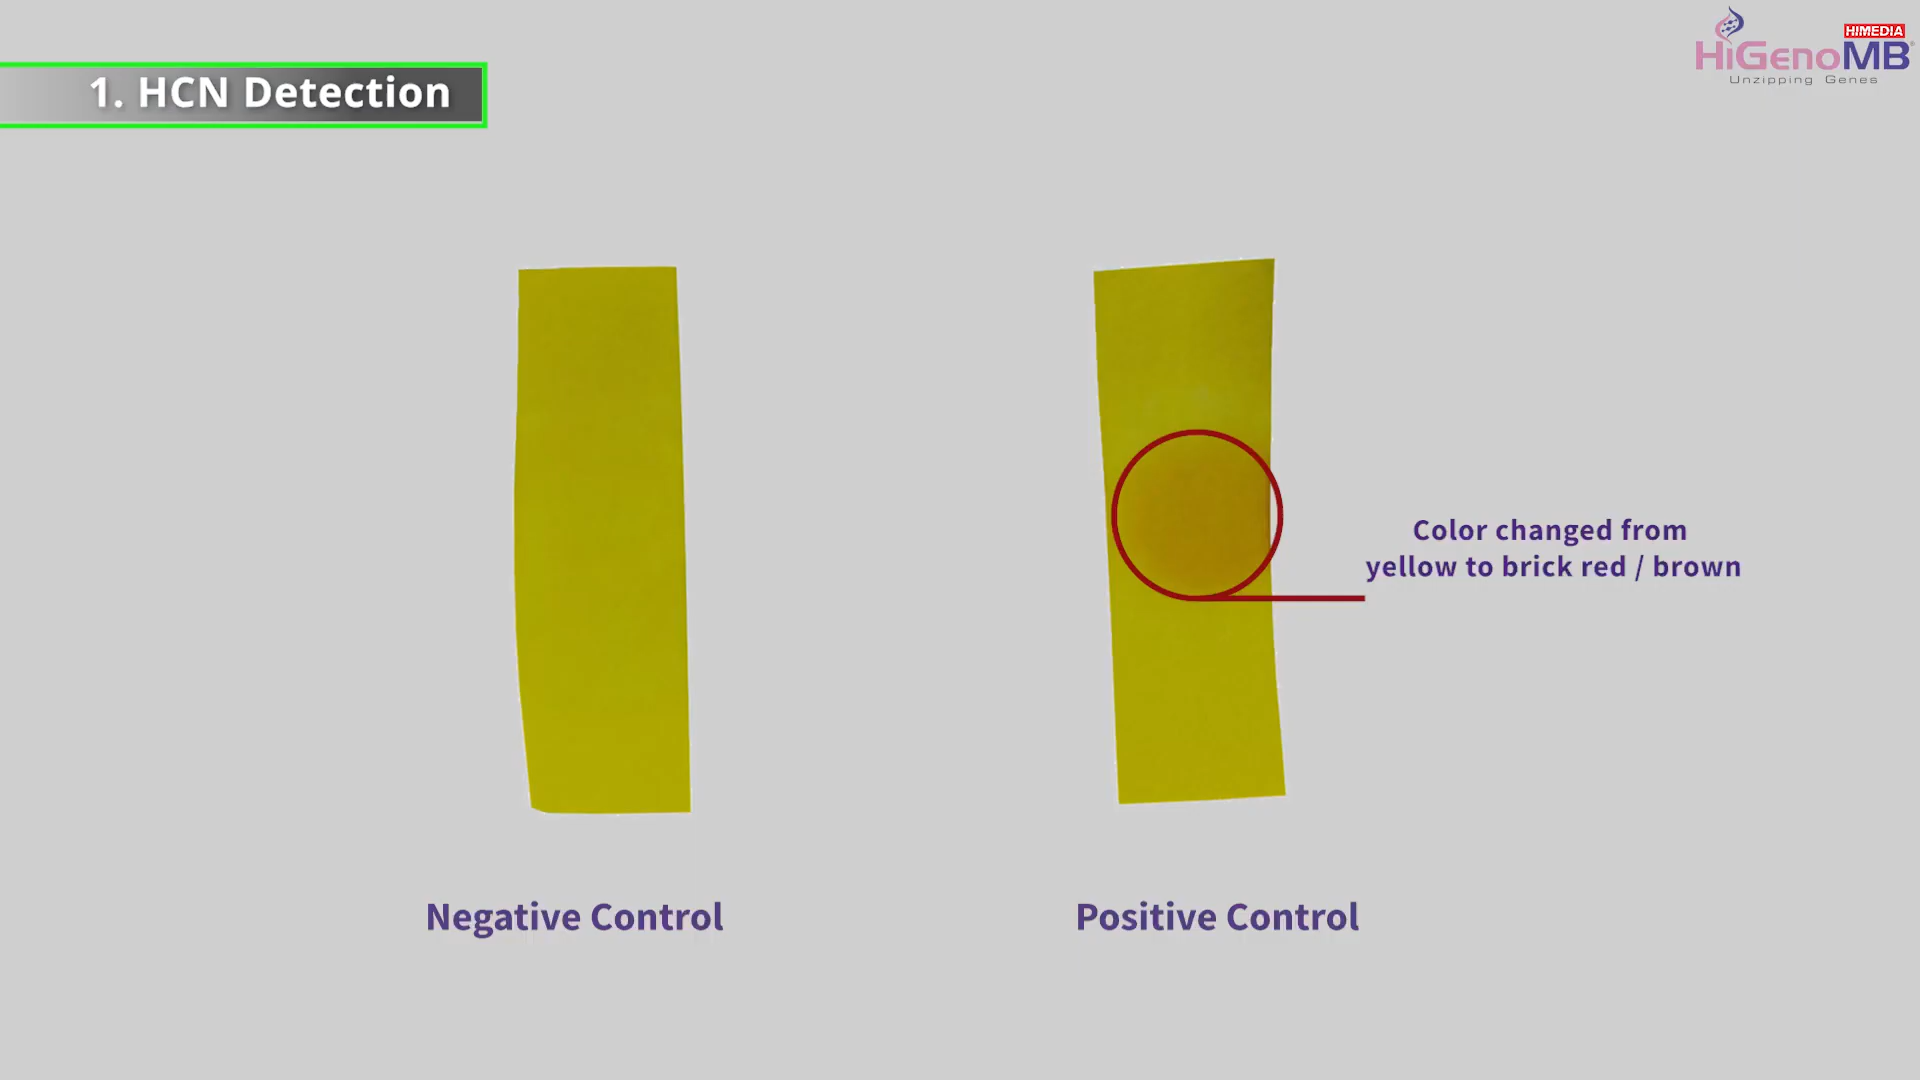 HIMEDIA
HiGenoMB®
Unzipping Genes
1. HCN Detection
Color changed from
yellow to brick red / brown
Negative Control
Positive Control